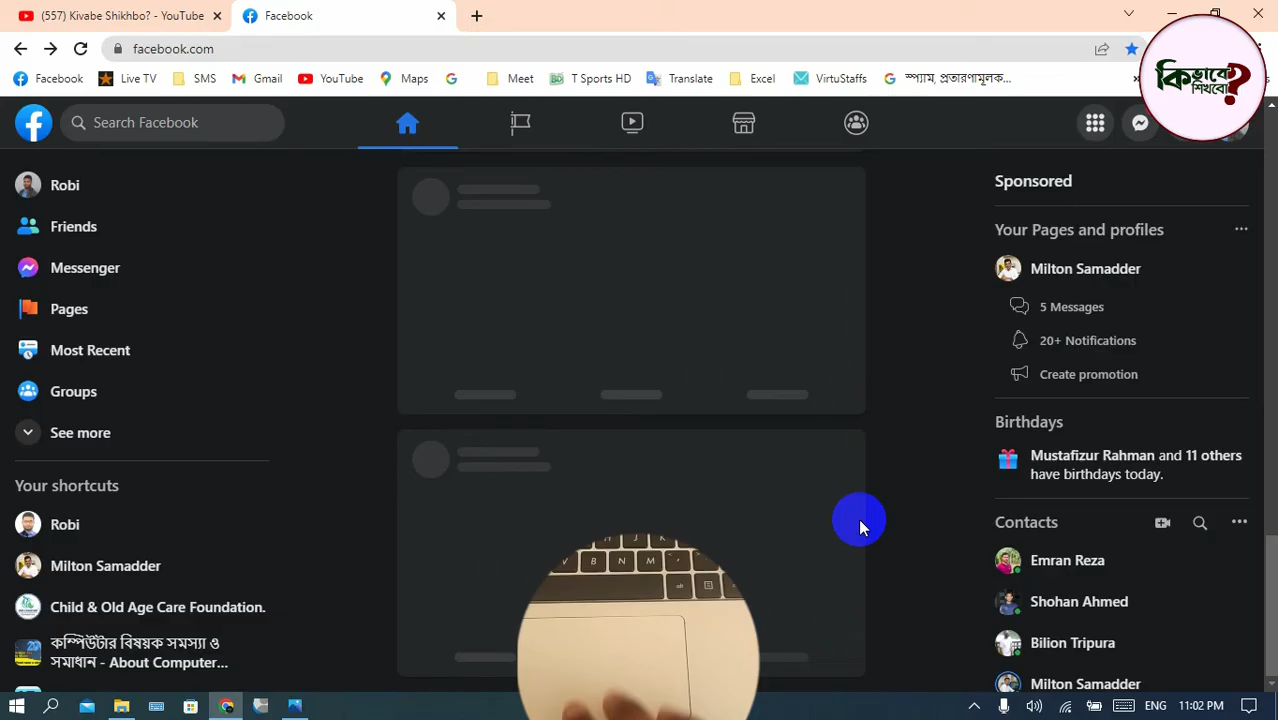 (557) Kivabe Shikhbo? - YouTube
Facebook
facebook.com
Facebook
Live TV
SMS
Gmail
YouTube
Maps
Meet
T Sports HD
Translate
Excel
VirtuStaffs
স্প্যাম, প্রতারণামূলক...
কিভাবে শিখবো?
Search Facebook
Robi
Friends
Messenger
Pages
Most Recent
Groups
See more
Your shortcuts
Robi
Milton Samadder
Child & Old Age Care Foundation.
কম্পিউটার বিষয়ক সমস্যা ও
সমাধান - About Computer...
Sponsored
Your Pages and profiles
Milton Samadder
5 Messages
20+ Notifications
Create promotion
Birthdays
Mustafizur Rahman and 11 others
have birthdays today.
Contacts
Emran Reza
Shohan Ahmed
Bilion Tripura
Milton Samadder
H J K L
V B N M
alt
ENG
11:02 PM